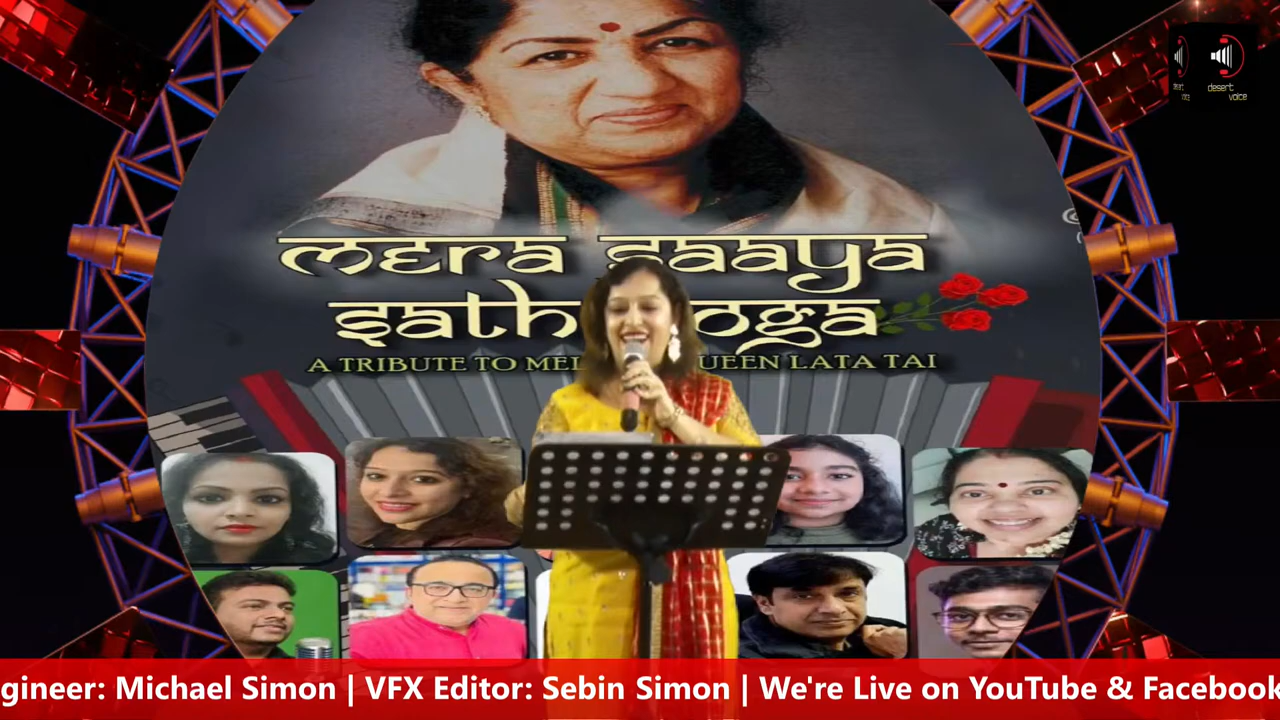 desert
voice
mera saaya
sath oga
A TRIBUTE TO MEL UEEN LATA TAI
gineer: Michael Simon | VFX Editor: Sebin Simon | We're Live on YouTube & Facebook